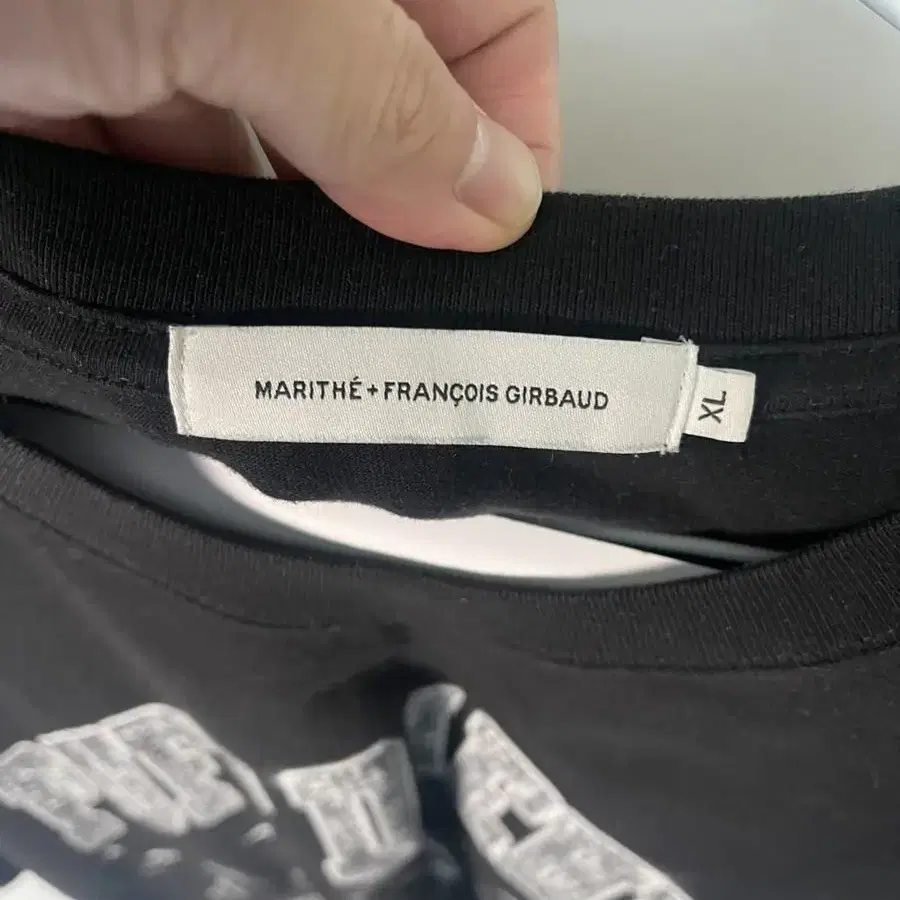 MARITHÉ + FRANÇOIS GIRBAUD
XL